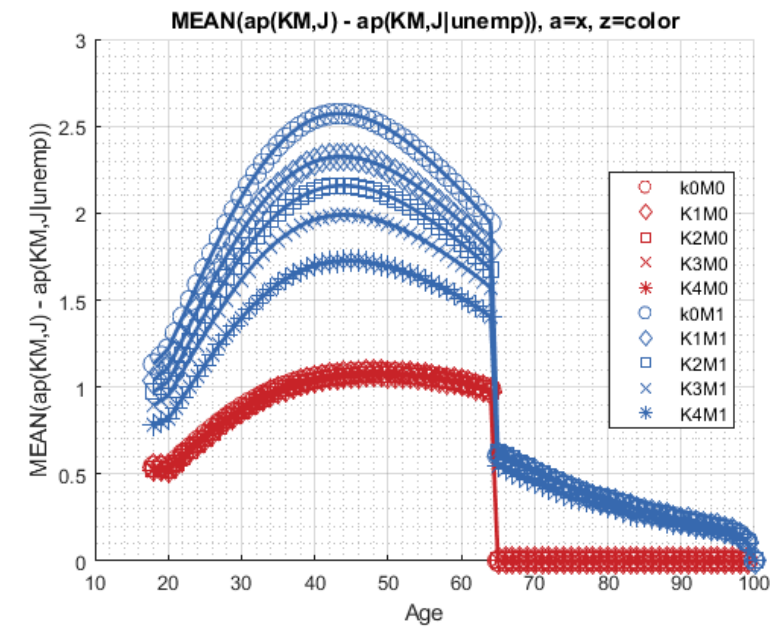 MEAN(ap(KM,J) - ap(KM,J|unemp)), a=x, z=color
MEAN(ap(KM,J) - ap(KM,J|unemp))
3
2.5
2
1.5
1
0.5
0
10
20
30
40
50
60
70
80
90
100
Age
k0M0
K1M0
K2M0
K3M0
K4M0
k0M1
K1M1
K2M1
K3M1
K4M1